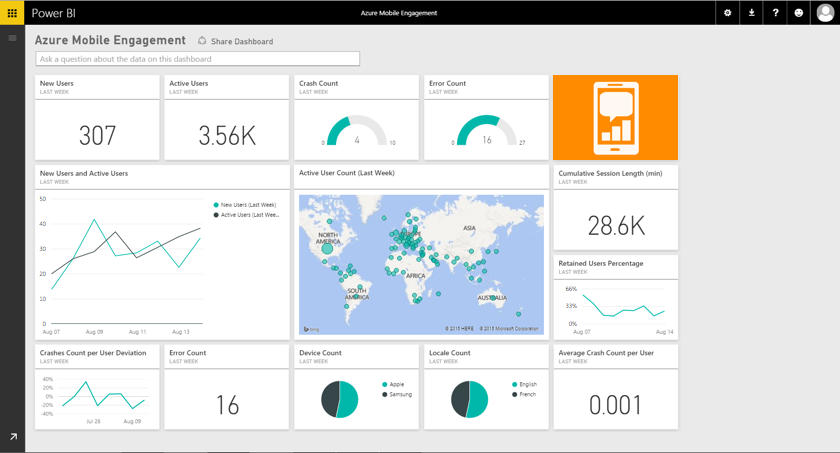 Power BI
Azure Mobile Engagement
?
Azure Mobile Engagement
Share Dashboard
Ask a question about the data on this dashboard
New Users
LAST WEEK
307
Active Users
LAST WEEK
3.56K
Crash Count
LAST WEEK
4
0
10
Error Count
LAST WEEK
16
0
27
New Users and Active Users
LAST WEEK
New Users (Last Week)
Active Users (Last Wee...
50
40
30
20
10
0
Aug 07
Aug 09
Aug 11
Aug 13
Active User Count (Last Week)
NORTH
AMERICA
EUROPE
ASIA
AFRICA
SOUTH
AMERICA
AUSTRALIA
bing
© 2015 HERE
© 2015 Microsoft Corporation
Cumulative Session Length (min)
LAST WEEK
28.6K
Retained Users Percentage
LAST WEEK
66%
33%
0%
Aug 07
Aug 14
Crashes Count per User Deviation
LAST WEEK
40%
20%
0%
-20%
-40%
Jul 26
Aug 09
Error Count
LAST WEEK
16
Device Count
LAST WEEK
Apple
Samsung
Locale Count
LAST WEEK
English
French
Average Crash Count per User
LAST WEEK
0.001